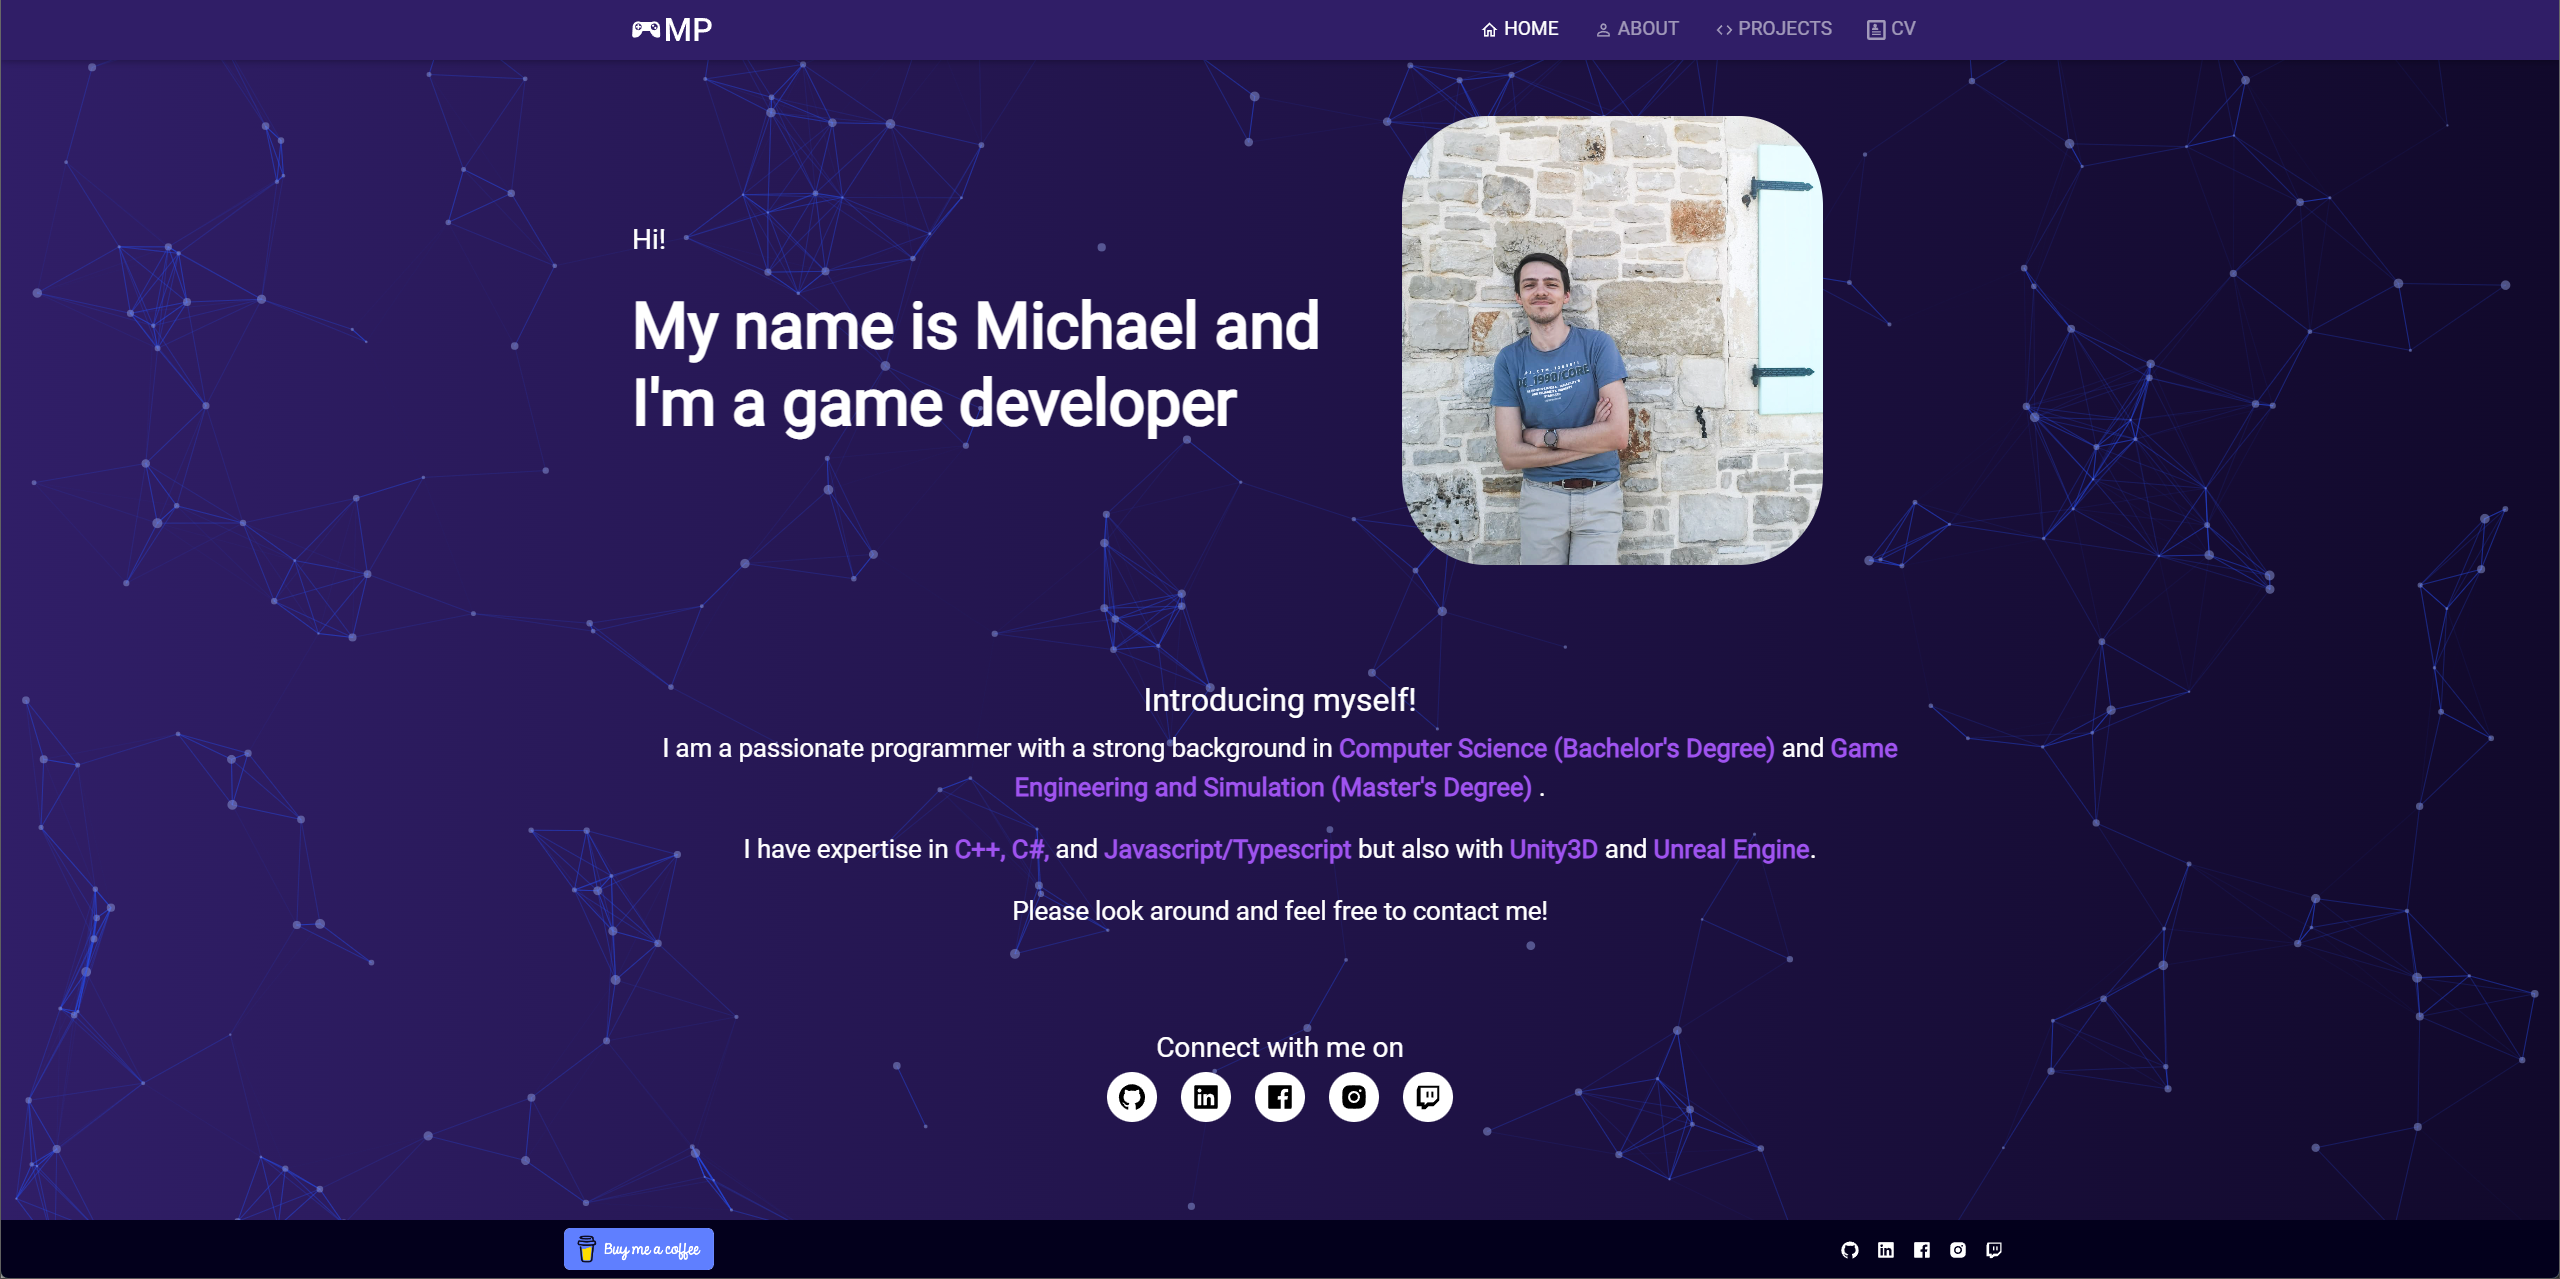 MP
HOME
ABOUT
PROJECTS
CV
Hi!
My name is Michael and
I'm a game developer
Introducing myself!
I am a passionate programmer with a strong background in Computer Science (Bachelor's Degree) and Game
Engineering and Simulation (Master's Degree) .
I have expertise in C++, C#, and Javascript/Typescript but also with Unity3D and Unreal Engine.
Please look around and feel free to contact me!
Connect with me on
Buy me a coffee